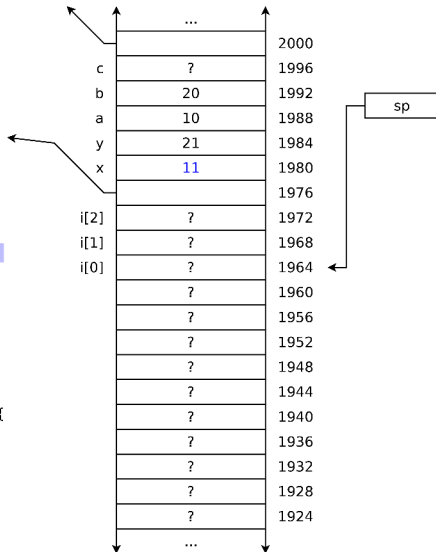 ...
2000
c ? 1996
b 20 1992
a 10 1988 sp
y 21 1984
x 11 1980
1976
i[2] ? 1972
i[1] ? 1968
i[0] ? 1964
? 1960
? 1956
? 1952
? 1948
? 1944
{ ? 1940
? 1936
? 1932
? 1928
? 1924
...